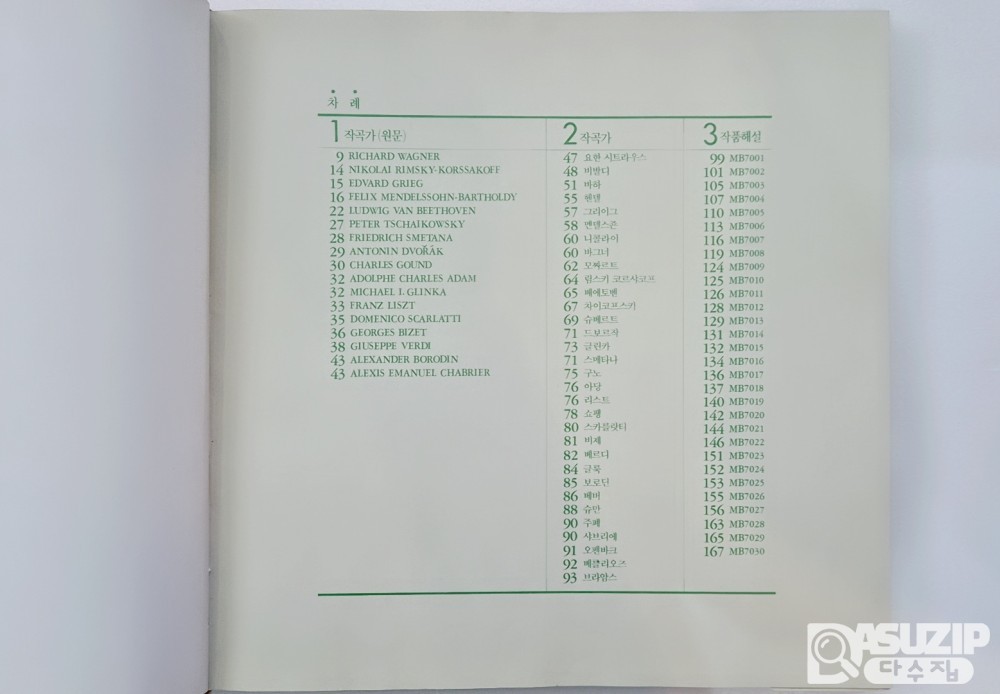 차 례
1 작곡가(원문)
9 RICHARD WAGNER
14 NIKOLAI RIMSKY-KORSSAKOFF
15 EDVARD GRIEG
16 FELIX MENDELSSOHN-BARTHOLDY
22 LUDWIG VAN BEETHOVEN
27 PETER TSCHAIKOWSKY
28 FRIEDRICH SMETANA
29 ANTONIN DVOŘÁK
30 CHARLES GOUND
32 ADOLPHE CHARLES ADAM
32 MICHAEL I. GLINKA
33 FRANZ LISZT
35 DOMENICO SCARLATTI
36 GEORGES BIZET
38 GIUSEPPE VERDI
43 ALEXANDER BORODIN
43 ALEXIS EMANUEL CHABRIER
2 작곡가
47 요한 시트라우스
48 비발디
51 바하
55 헨델
57 그리이그
58 멘델스존
60 니콜라이
60 바그너
62 모짜르트
64 림스키 코르사코프
65 베에토벤
67 차이코프스키
69 슈베르트
71 드보르작
73 글린카
71 스메타나
75 구노
76 아당
76 리스트
78 쇼팽
80 스카를랏티
81 비제
82 베르디
84 글룩
85 보로딘
86 베버
88 슈만
90 주페
90 샤브리에
91 오펜바크
92 베를리오즈
93 브라암스
3 작품해설
99 MB7001
101 MB7002
105 MB7003
107 MB7004
110 MB7005
113 MB7006
116 MB7007
119 MB7008
124 MB7009
125 MB7010
126 MB7011
128 MB7012
129 MB7013
131 MB7014
132 MB7015
134 MB7016
136 MB7017
137 MB7018
140 MB7019
142 MB7020
144 MB7021
146 MB7022
151 MB7023
152 MB7024
153 MB7025
155 MB7026
156 MB7027
163 MB7028
165 MB7029
167 MB7030
DASUZIP
다수집